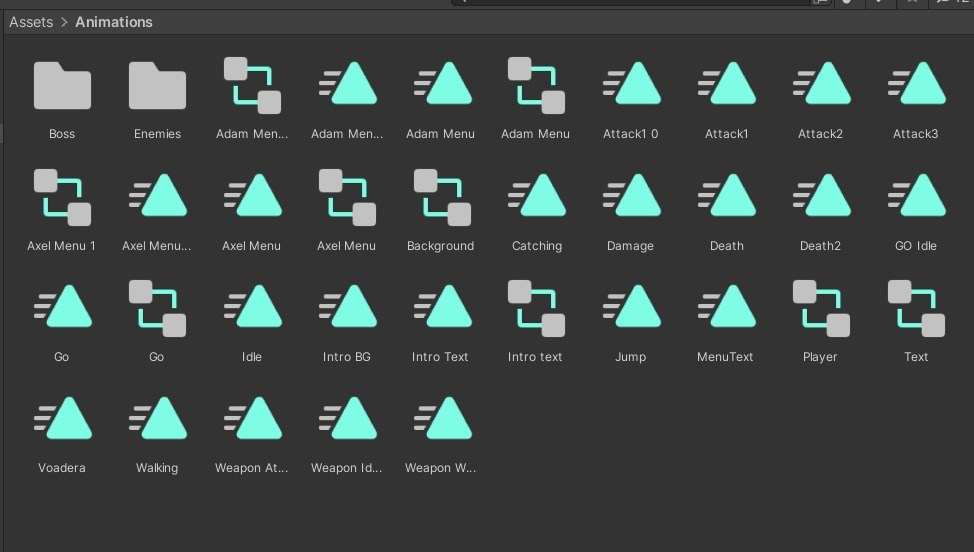 Assets > Animations
Boss Enemies Adam Men... Adam Men... Adam Menu Adam Menu Attack1 0 Attack1 Attack2 Attack3
Axel Menu 1 Axel Menu... Axel Menu Axel Menu Background Catching Damage Death Death2 GO Idle
Go Go Idle Intro BG Intro Text Intro text Jump MenuText Player Text
Voadera Walking Weapon At... Weapon Id... Weapon W...